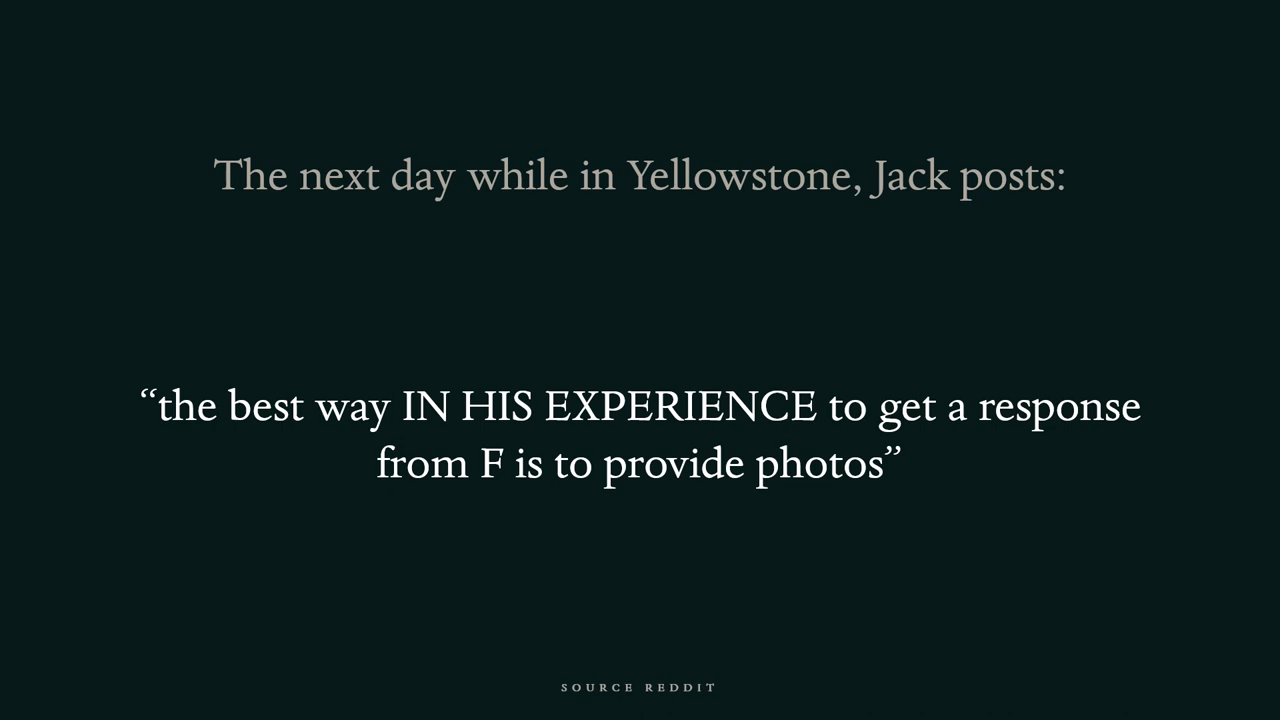 The next day while in Yellowstone, Jack posts:
“the best way IN HIS EXPERIENCE to get a response
from F is to provide photos”
SOURCE REDDIT